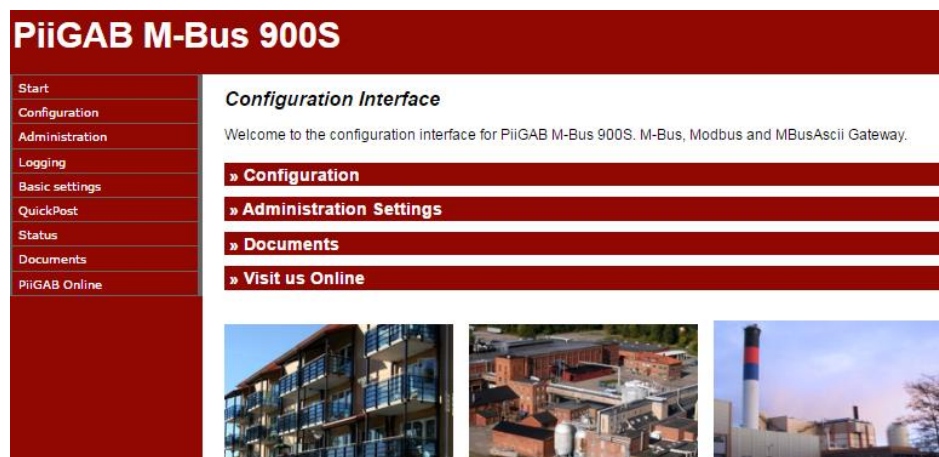 PiiGAB M-Bus 900S
Start
Configuration
Administration
Logging
Basic settings
QuickPost
Status
Documents
PiiGAB Online
Configuration Interface
Welcome to the configuration interface for PiiGAB M-Bus 900S. M-Bus, Modbus and MBusAscii Gateway.
» Configuration
» Administration Settings
» Documents
» Visit us Online